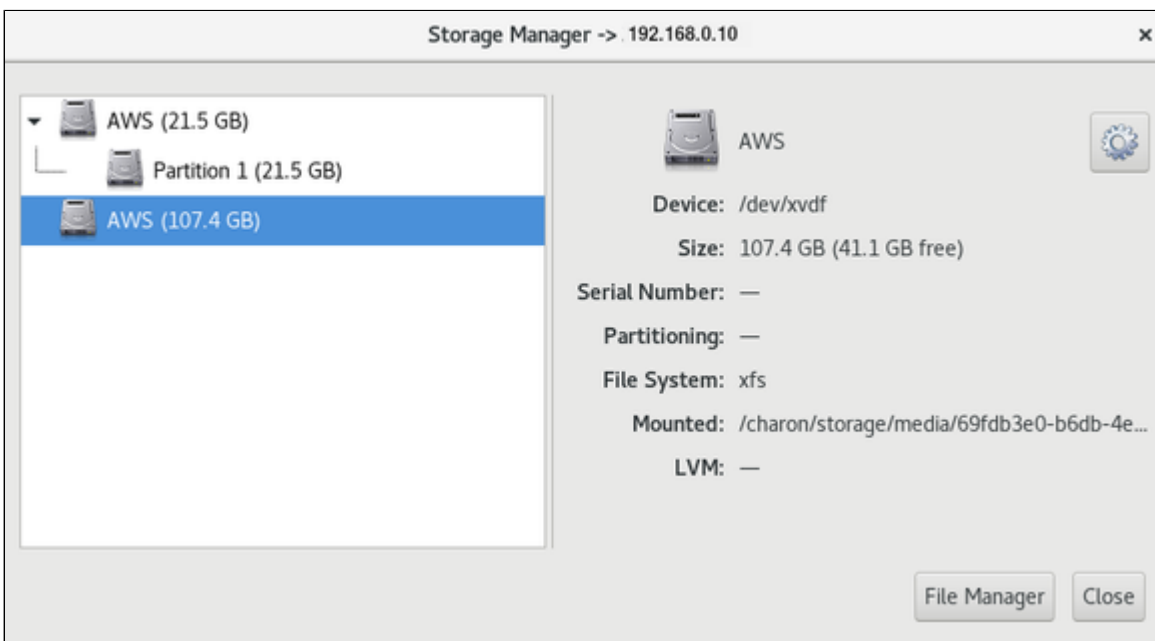 Storage Manager -> 192.168.0.10
×
AWS (21.5 GB)
Partition 1 (21.5 GB)
AWS (107.4 GB)
AWS
Device: /dev/xvdf
Size: 107.4 GB (41.1 GB free)
Serial Number: —
Partitioning: —
File System: xfs
Mounted: /charon/storage/media/69fdb3e0-b6db-4e...
LVM: —
File Manager
Close